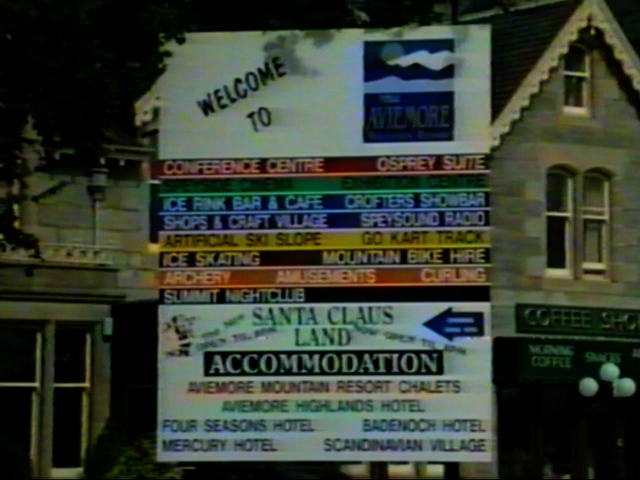 WELCOME
TO
THE
AVIEMORE
CONFERENCE CENTRE OSPREY SUITE
ICE RINK BAR & CAFE CROFTERS SHOWBAR
SHOPS & CRAFT VILLAGE SPEYSOUND RADIO
ARTIFICIAL SKI SLOPE GO KART TRACK
ICE SKATING MOUNTAIN BIKE HIRE
ARCHERY AMUSEMENTS CURLING
SUMMIT NIGHTCLUB
SANTA CLAUS
LAND
ACCOMMODATION
AVIEMORE MOUNTAIN RESORT CHALETS
AVIEMORE HIGHLANDS HOTEL
FOUR SEASONS HOTEL BADENOCH HOTEL
MERCURY HOTEL SCANDINAVIAN VILLAGE
COFFEE SHO
MORNING
COFFEE SNACKS